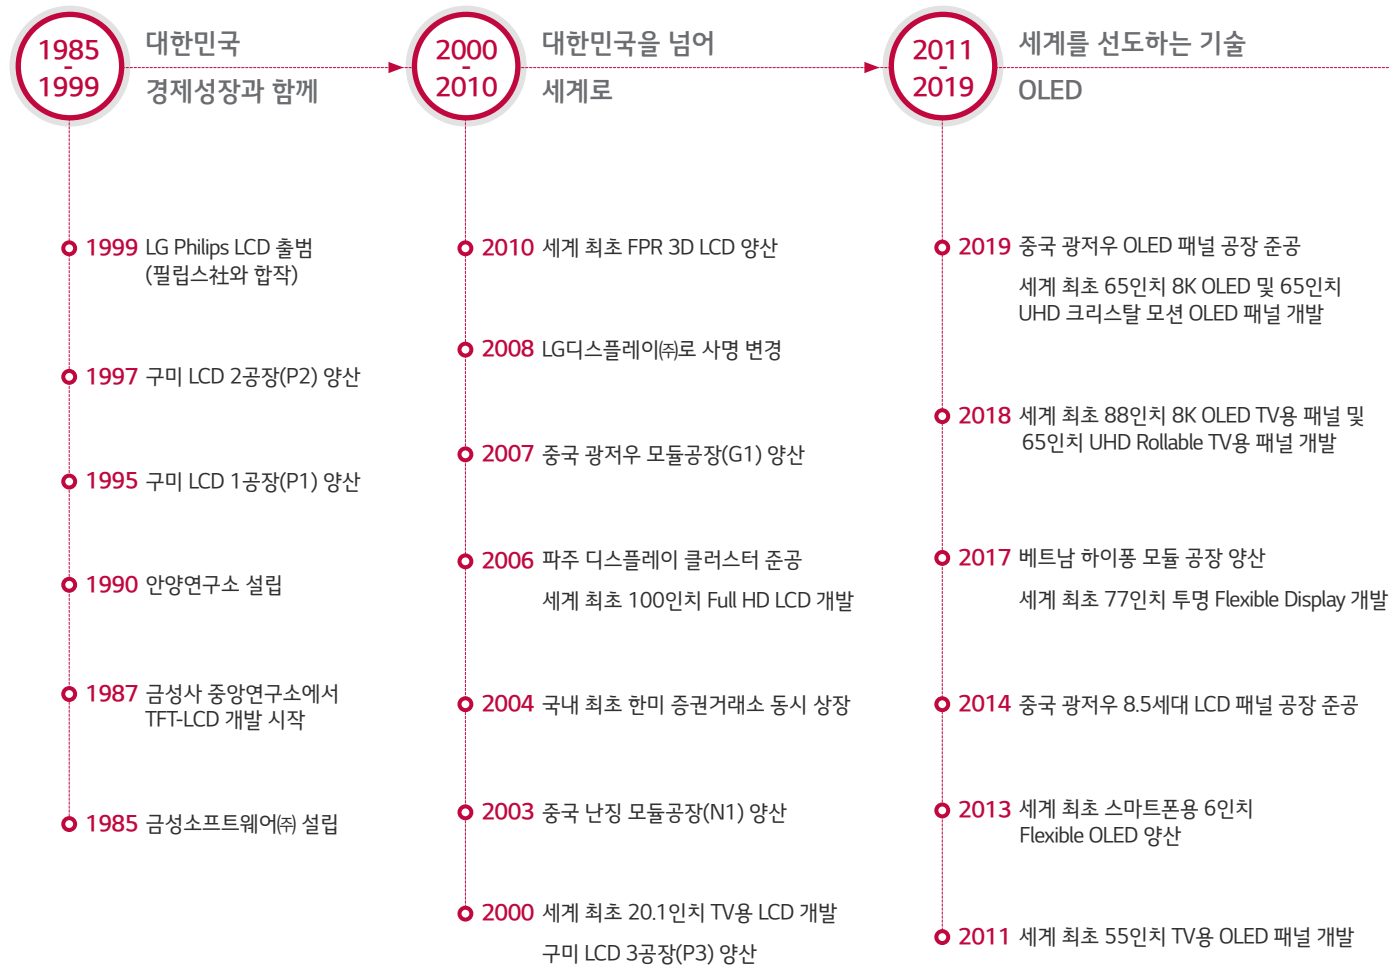 1985
-
1999
대한민국
경제성장과 함께
1999 LG Philips LCD 출범
(필립스社와 합작)
1997 구미 LCD 2공장(P2) 양산
1995 구미 LCD 1공장(P1) 양산
1990 안양연구소 설립
1987 금성사 중앙연구소에서
TFT-LCD 개발 시작
1985 금성소프트웨어㈜ 설립
2000
-
2010
대한민국을 넘어
세계로
2010 세계 최초 FPR 3D LCD 양산
2008 LG디스플레이㈜로 사명 변경
2007 중국 광저우 모듈공장(G1) 양산
2006 파주 디스플레이 클러스터 준공
세계 최초 100인치 Full HD LCD 개발
2004 국내 최초 한미 증권거래소 동시 상장
2003 중국 난징 모듈공장(N1) 양산
2000 세계 최초 20.1인치 TV용 LCD 개발
구미 LCD 3공장(P3) 양산
2011
-
2019
세계를 선도하는 기술
OLED
2019 중국 광저우 OLED 패널 공장 준공
세계 최초 65인치 8K OLED 및 65인치
UHD 크리스탈 모션 OLED 패널 개발
2018 세계 최초 88인치 8K OLED TV용 패널 및
65인치 UHD Rollable TV용 패널 개발
2017 베트남 하이퐁 모듈 공장 양산
세계 최초 77인치 투명 Flexible Display 개발
2014 중국 광저우 8.5세대 LCD 패널 공장 준공
2013 세계 최초 스마트폰용 6인치
Flexible OLED 양산
2011 세계 최초 55인치 TV용 OLED 패널 개발